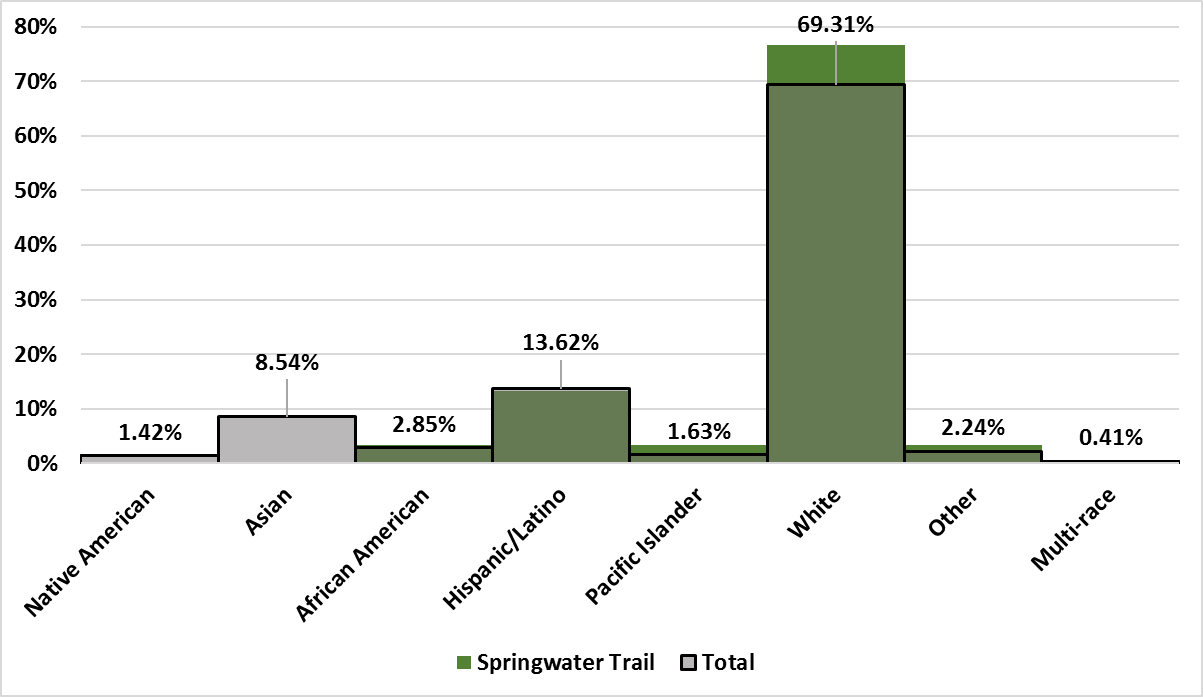 80%
70%
60%
50%
40%
30%
20%
10%
0%
1.42%
8.54%
2.85%
13.62%
1.63%
69.31%
2.24%
0.41%
Native American
Asian
African American
Hispanic/Latino
Pacific Islander
White
Other
Multi-race
Springwater Trail
Total